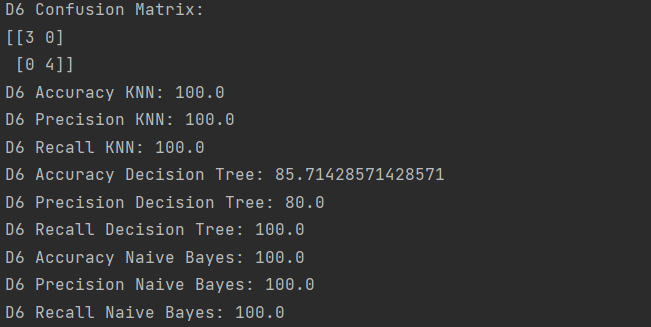 D6 Confusion Matrix:
[[3 0]
 [0 4]]
D6 Accuracy KNN: 100.0
D6 Precision KNN: 100.0
D6 Recall KNN: 100.0
D6 Accuracy Decision Tree: 85.71428571428571
D6 Precision Decision Tree: 80.0
D6 Recall Decision Tree: 100.0
D6 Accuracy Naive Bayes: 100.0
D6 Precision Naive Bayes: 100.0
D6 Recall Naive Bayes: 100.0